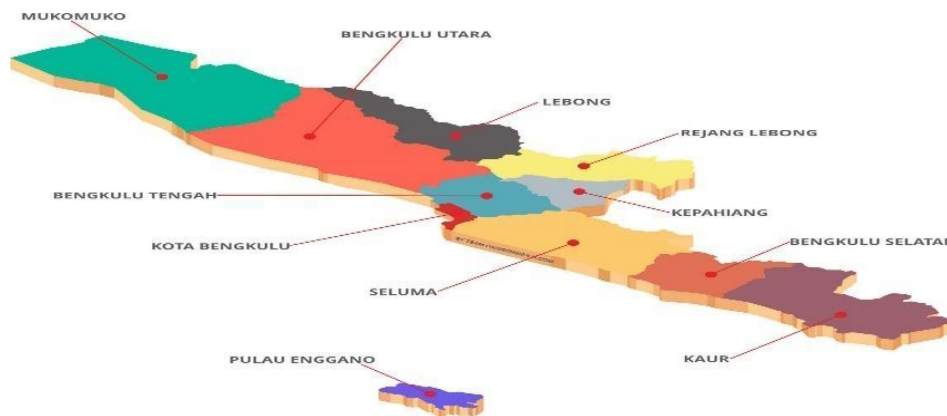 MUKOMUKO
BENGKULU UTARA
LEBONG
REJANG LEBONG
BENGKULU TENGAH
KEPAHIANG
KOTA BENGKULU
BENGKULU SELATAN
SELUMA
PULAU ENGGANO
KAUR